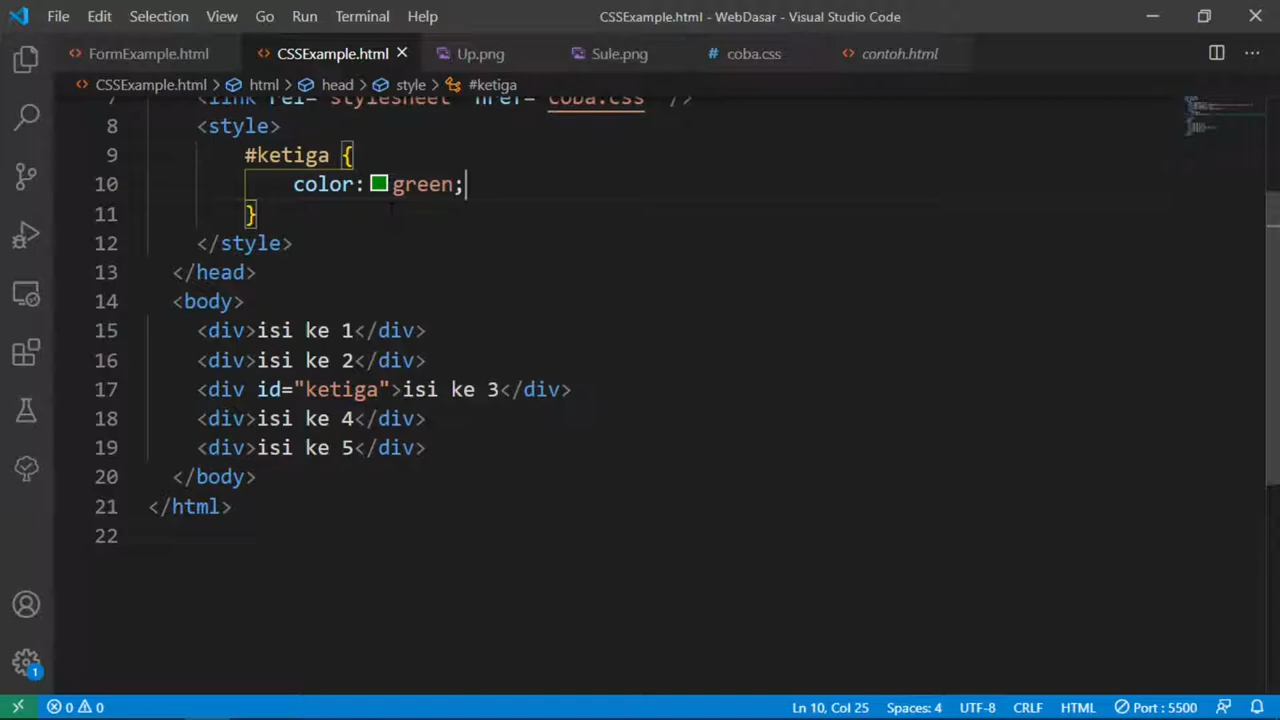 File Edit Selection View Go Run Terminal Help CSSExample.html - WebDasar - Visual Studio Code
FormExample.html CSSExample.html Up.png Sule.png # coba.css contoh.html
CSSExample.html > html > head > style > #ketiga
7 <link rel="stylesheet" href="coba.css" />
8 <style>
9 #ketiga {
10 color: green;
11 }
12 </style>
13 </head>
14 <body>
15 <div>isi ke 1</div>
16 <div>isi ke 2</div>
17 <div id="ketiga">isi ke 3</div>
18 <div>isi ke 4</div>
19 <div>isi ke 5</div>
20 </body>
21 </html>
22
1
0 0 Ln 10, Col 25 Spaces: 4 UTF-8 CRLF HTML Port : 5500